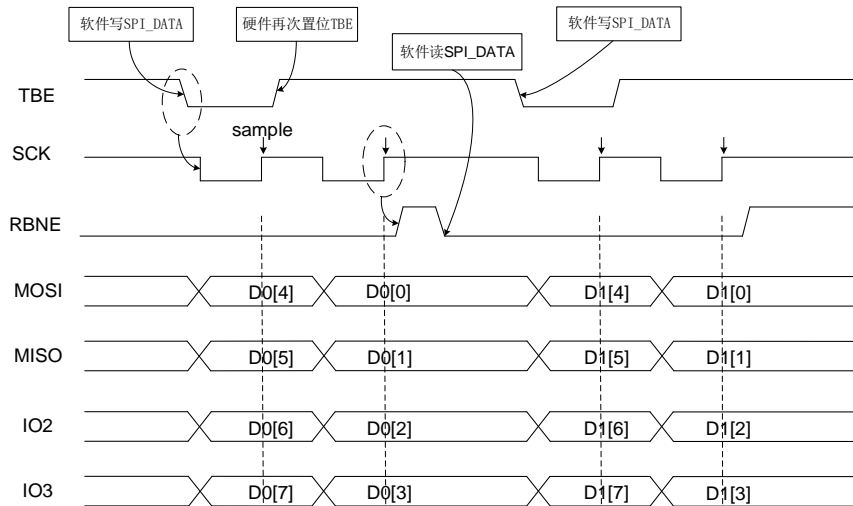 软件写SPI_DATA
硬件再次置位TBE
软件写SPI_DATA
软件读SPI_DATA
TBE
sample
SCK
RBNE
MOSI D0[4] D0[0] D1[4] D1[0]
MISO D0[5] D0[1] D1[5] D1[1]
IO2 D0[6] D0[2] D1[6] D1[2]
IO3 D0[7] D0[3] D1[7] D1[3]